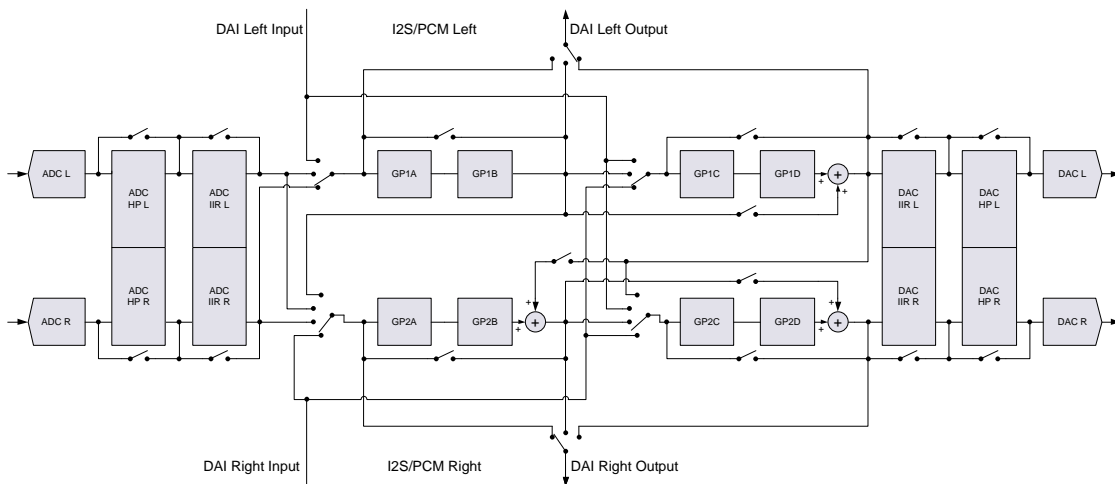 DAI Left Input
I2S/PCM Left
DAI Left Output
ADC L
ADC
HP L
ADC
IIR L
GP1A
GP1B
GP1C
GP1D
+
+
+
DAC
IIR L
DAC
HP L
DAC L
ADC R
ADC
HP R
ADC
IIR R
GP2A
GP2B
+
+
+
GP2C
GP2D
+
+
+
DAC
IIR R
DAC
HP R
DAC R
DAI Right Input
I2S/PCM Right
DAI Right Output